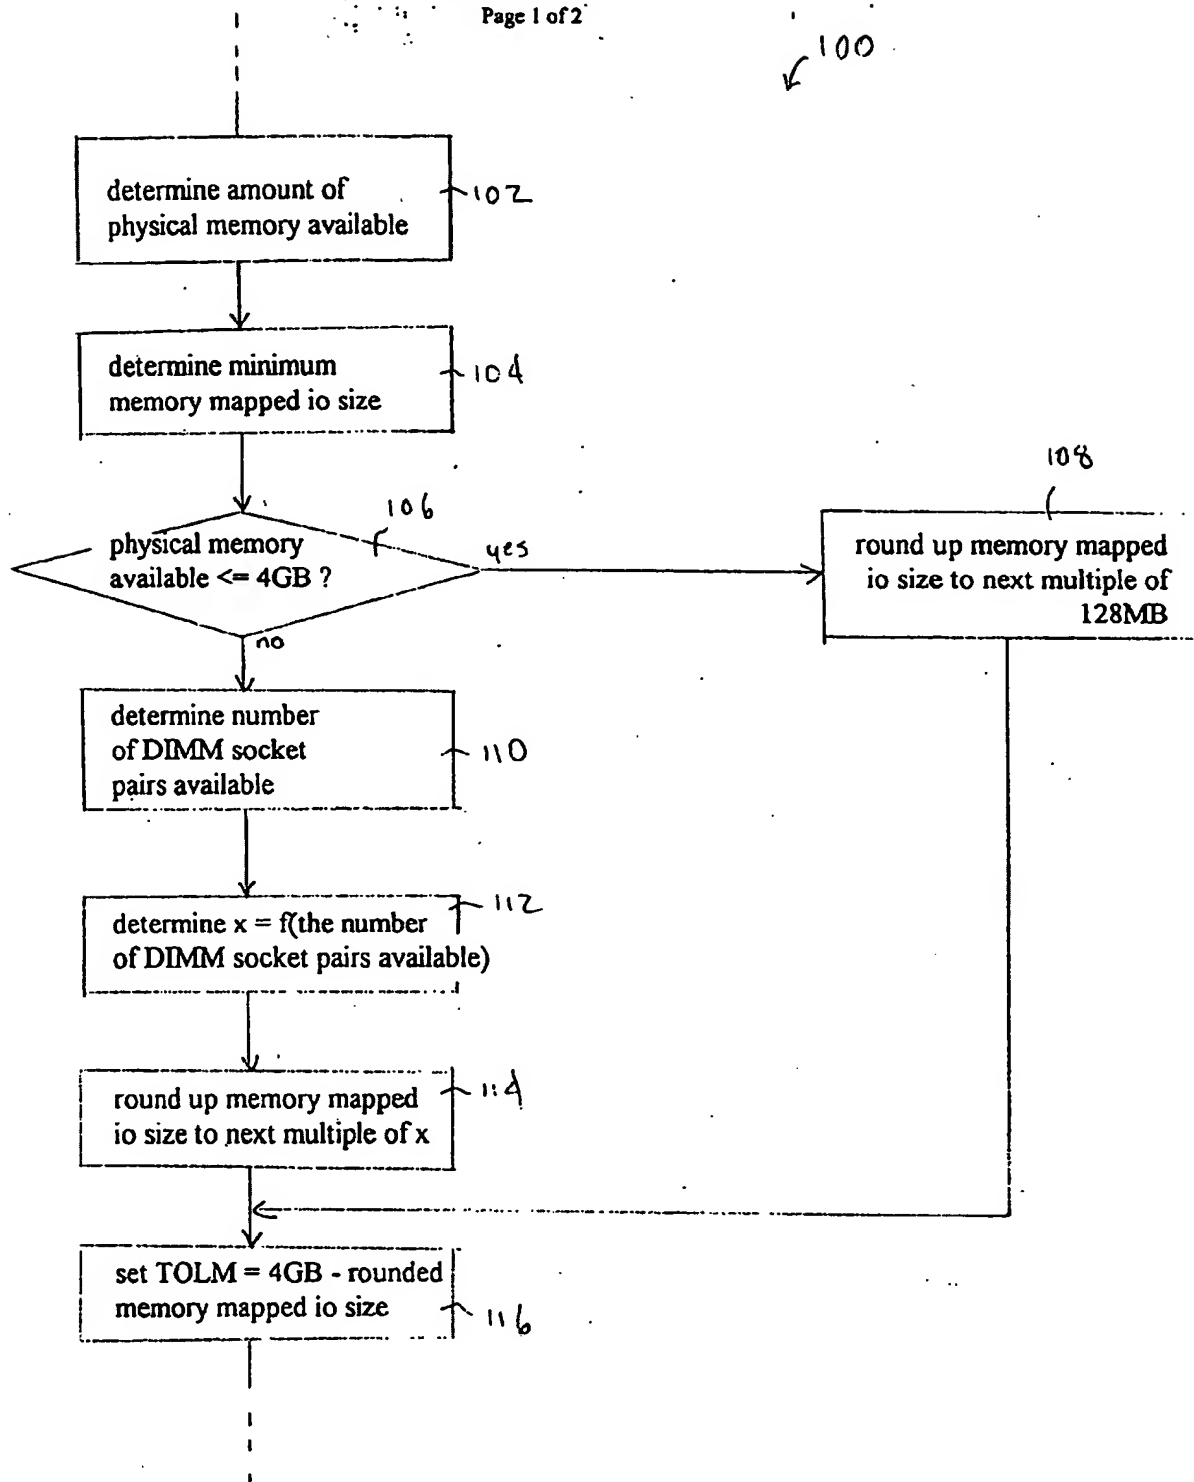 Page 1 of 2
100
determine amount of
physical memory available
102
determine minimum
memory mapped io size
104
106
physical memory
available <= 4GB ?
yes
no
108
round up memory mapped
io size to next multiple of
128MB
determine number
of DIMM socket
pairs available
110
determine x = f(the number
of DIMM socket pairs available)
112
round up memory mapped
io size to next multiple of x
114
set TOLM = 4GB - rounded
memory mapped io size
116